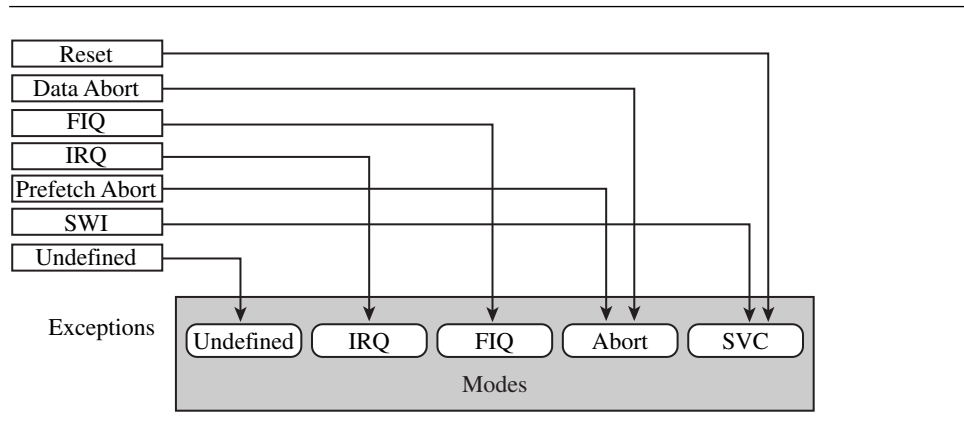 Reset
Data Abort
FIQ
IRQ
Prefetch Abort
SWI
Undefined
Exceptions
Undefined IRQ FIQ Abort SVC
Modes